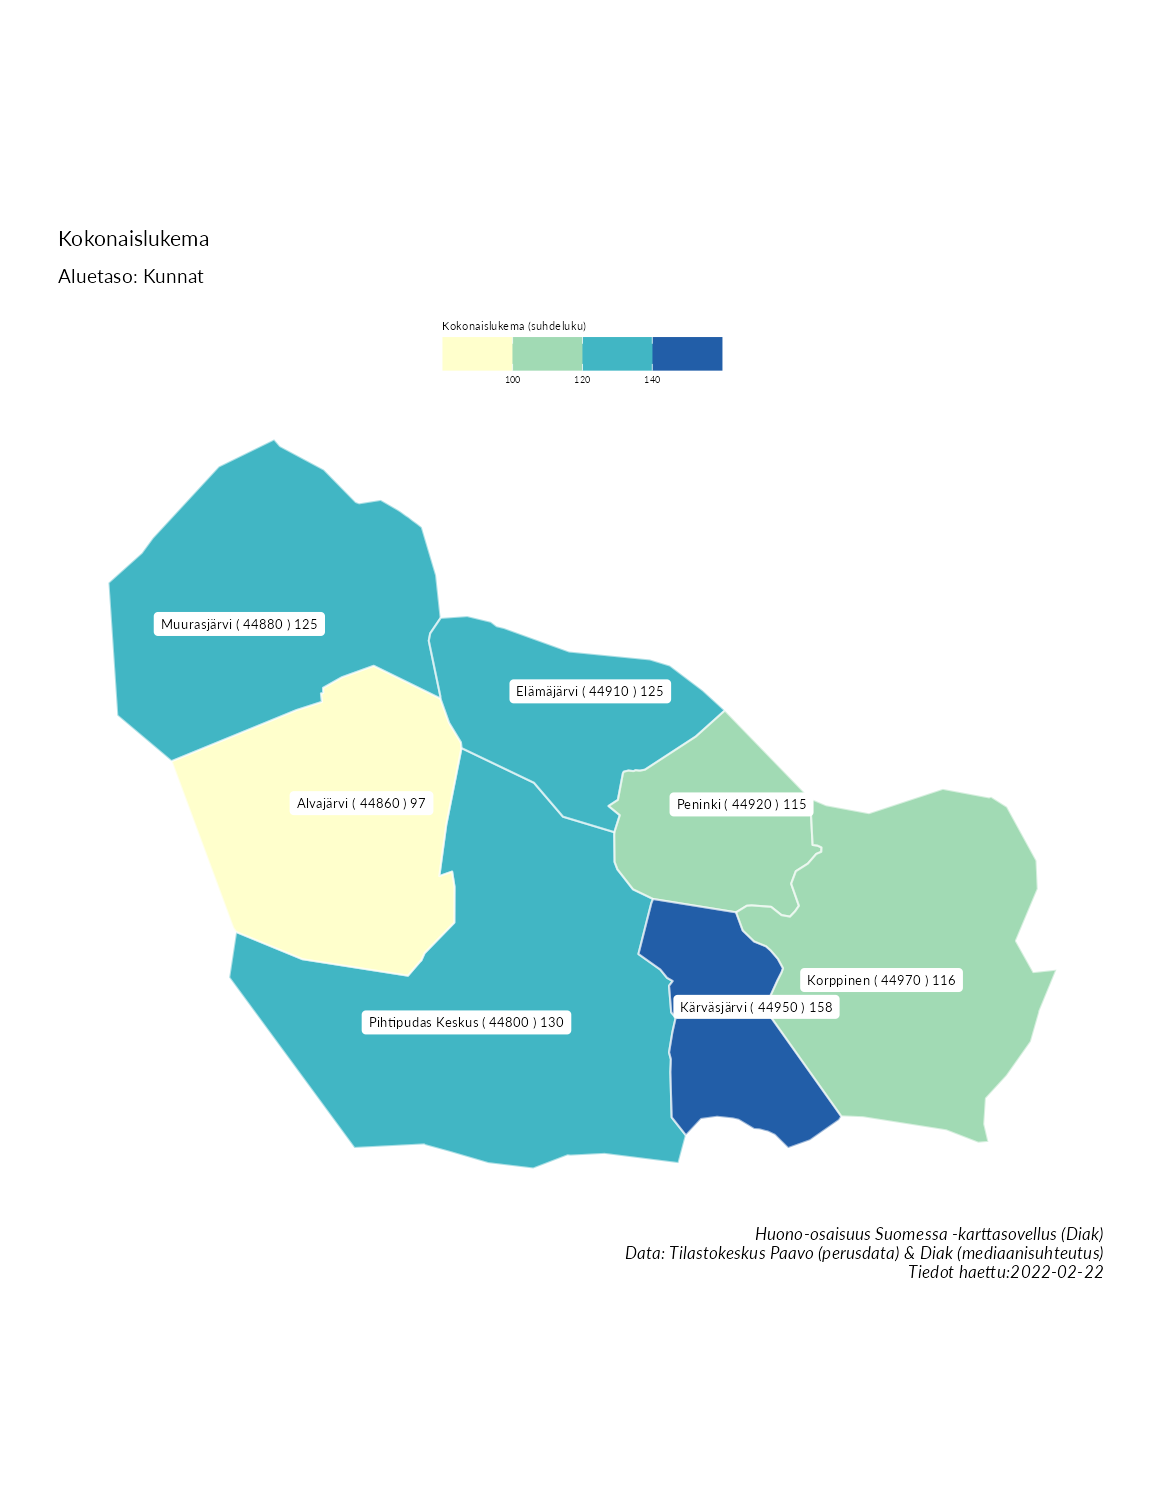 Kokonaislukema
Aluetaso: Kunnat
Kokonaislukema (suhdeluku)
100 120 140
Muurasjärvi ( 44880 ) 125
Elämäjärvi ( 44910 ) 125
Alvajärvi ( 44860 ) 97
Peninki ( 44920 ) 115
Korppinen ( 44970 ) 116
Kärväsjärvi ( 44950 ) 158
Pihtipudas Keskus ( 44800 ) 130
Huono-osaisuus Suomessa -karttasovellus (Diak)
Data: Tilastokeskus Paavo (perusdata) & Diak (mediaanisuhteutus)
Tiedot haettu:2022-02-22